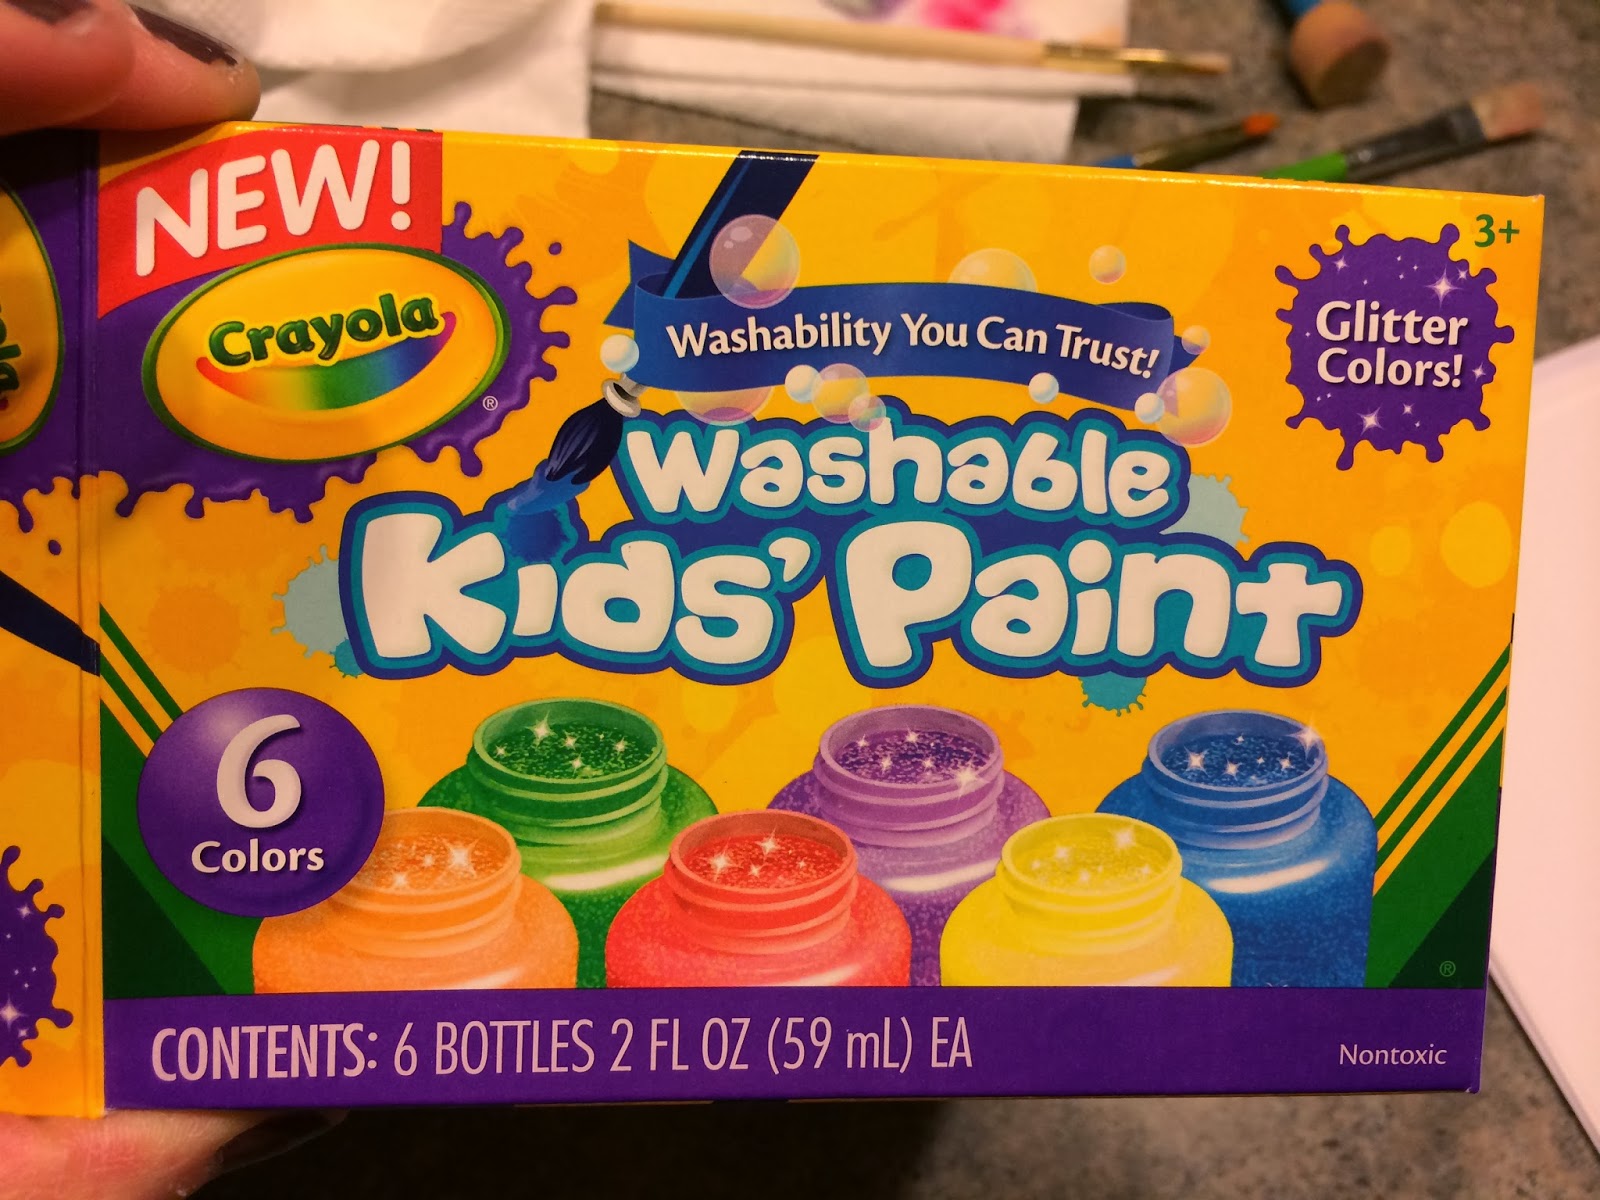 NEW!
Crayola
®
Washability You Can Trust!
3+
Glitter
Colors!
Washable
Kids' Paint
6
Colors
®
CONTENTS: 6 BOTTLES 2 FL OZ (59 mL) EA
Nontoxic